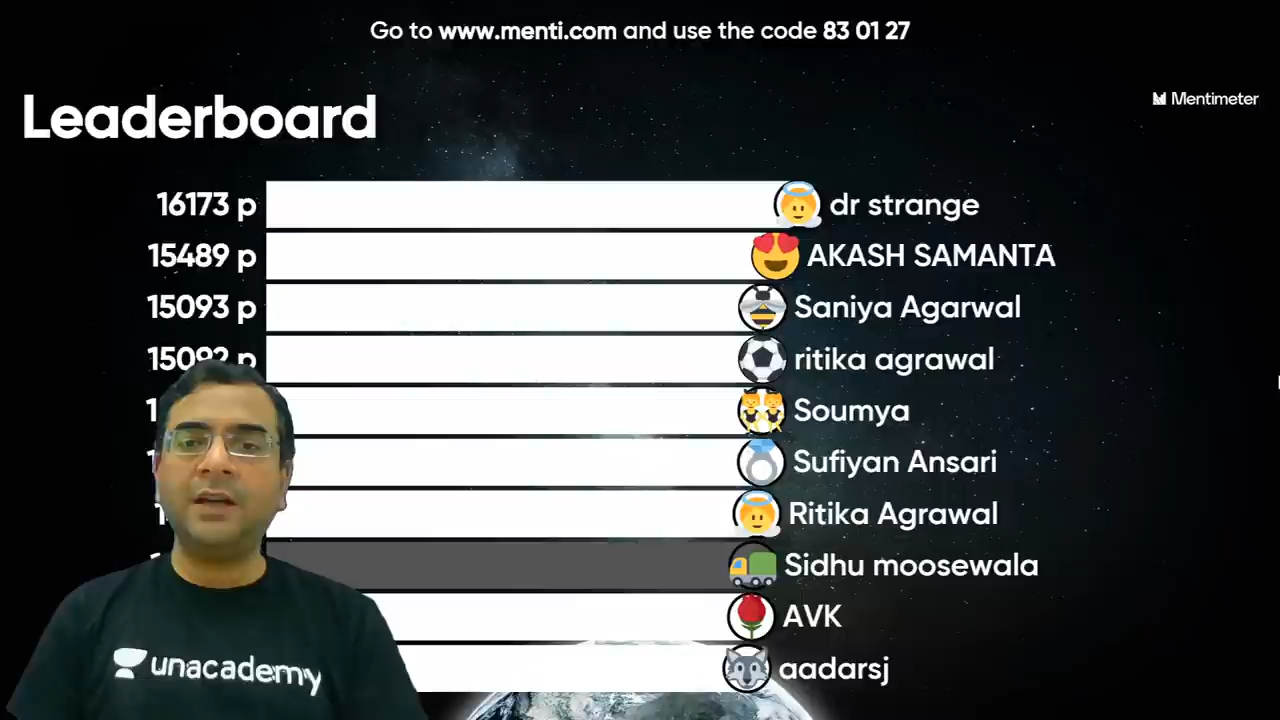 Go to www.menti.com and use the code 83 01 27
Leaderboard
Mentimeter
16173 p dr strange
15489 p AKASH SAMANTA
15093 p Saniya Agarwal
15092 p ritika agrawal
Soumya
Sufiyan Ansari
Ritika Agrawal
Sidhu moosewala
AVK
aadarsj
unacademy